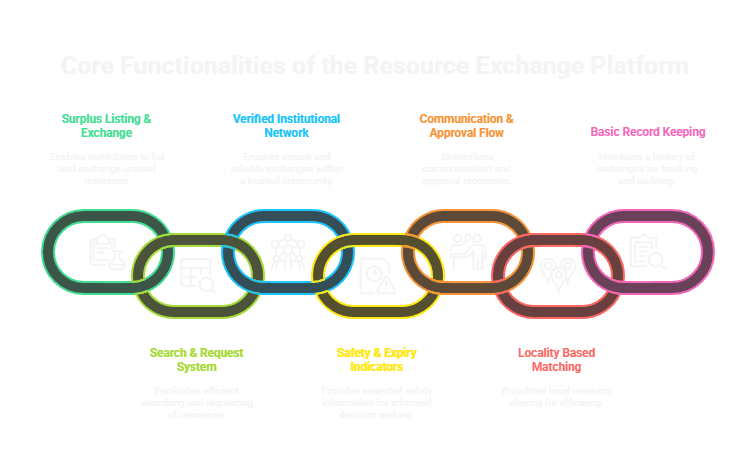 Core Functionalities of the Resource Exchange Platform
Surplus Listing &
Exchange
Enables institutions to list
and exchange unused
resources.
Verified Institutional
Network
Ensures secure and
reliable exchanges within
a trusted community.
Communication &
Approval Flow
Streamlines
communication and
approval processes.
Basic Record Keeping
Maintains a history of
exchanges for tracking
and auditing.
Search & Request
System
Facilitates efficient
searching and requesting
of resources.
Safety & Expiry
Indicators
Provides essential safety
information for informed
decision-making.
Locality Based
Matching
Prioritizes local resource
sharing for efficiency.